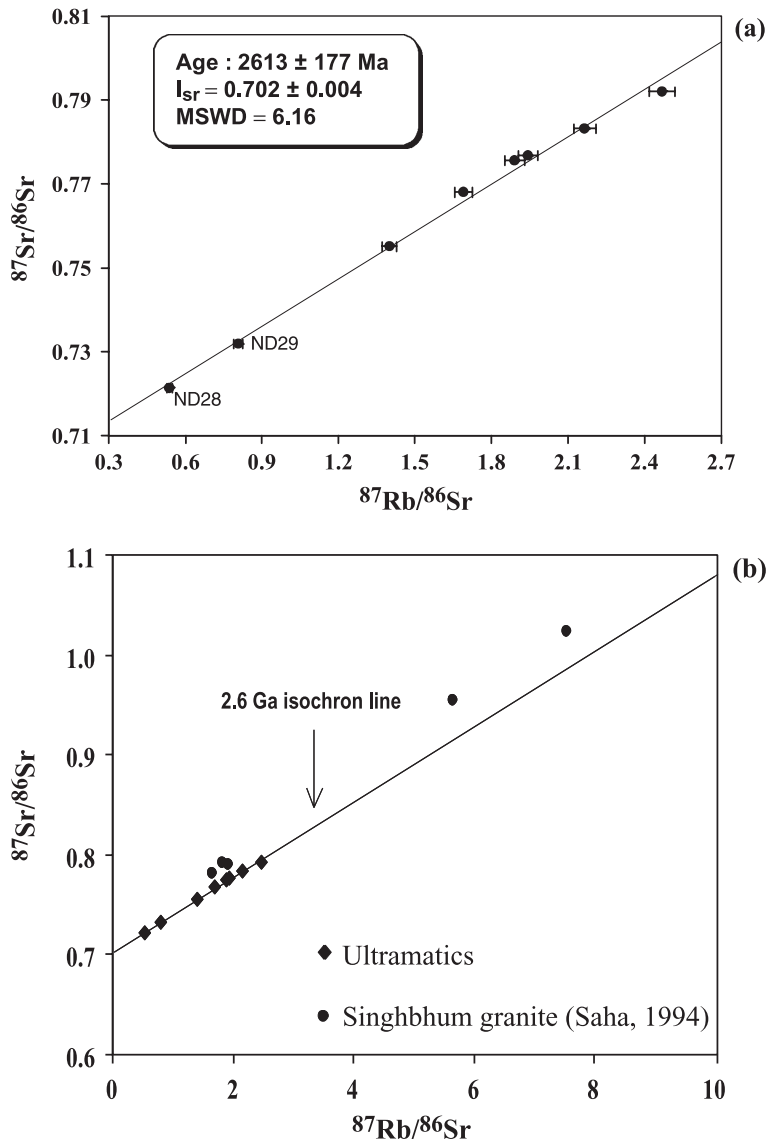 (a)
0.81
0.79
0.77
0.75
0.73
0.71
⁸⁷Sr/⁸⁶Sr
Age : 2613 ± 177 Ma
Isr = 0.702 ± 0.004
MSWD = 6.16
ND29
ND28
0.3 0.6 0.9 1.2 1.5 1.8 2.1 2.4 2.7
⁸⁷Rb/⁸⁶Sr
(b)
1.1
1.0
0.9
0.8
0.7
0.6
⁸⁷Sr/⁸⁶Sr
2.6 Ga isochron line
Ultramatics
Singhbhum granite (Saha, 1994)
0 2 4 6 8 10
⁸⁷Rb/⁸⁶Sr